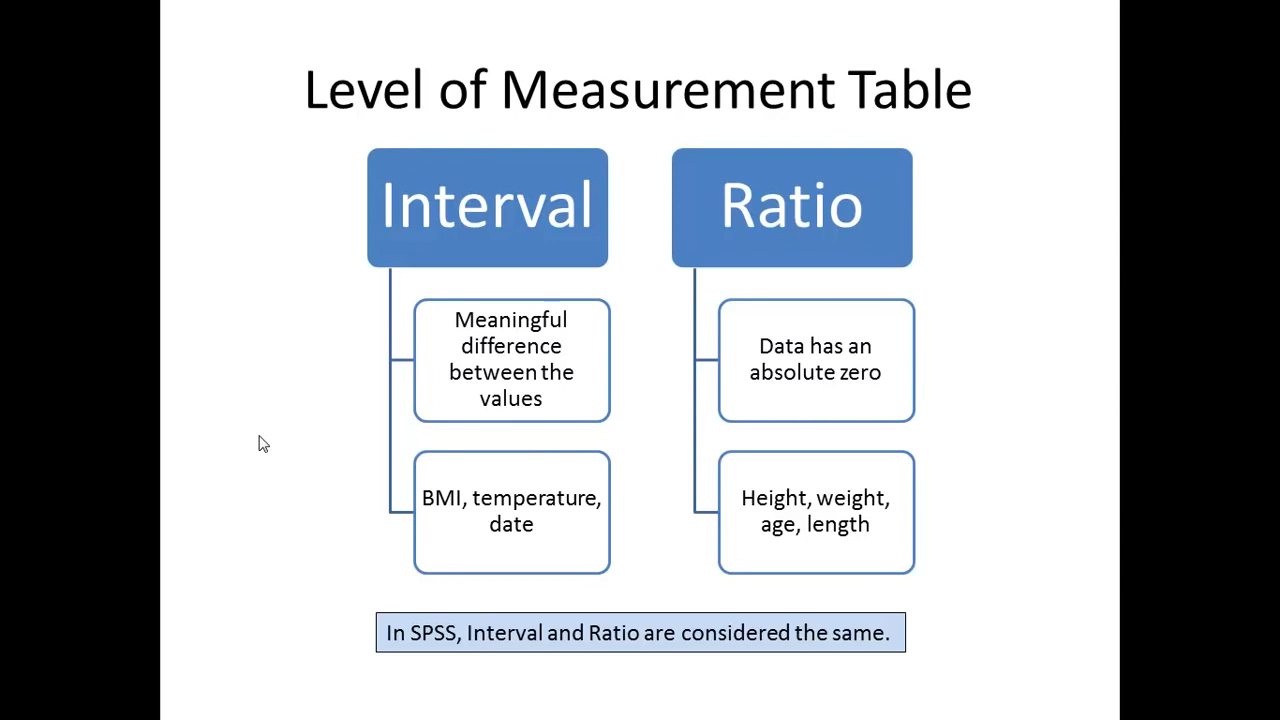 Level of Measurement Table
Interval
Meaningful
difference
between the
values
BMI, temperature,
date
Ratio
Data has an
absolute zero
Height, weight,
age, length
In SPSS, Interval and Ratio are considered the same.